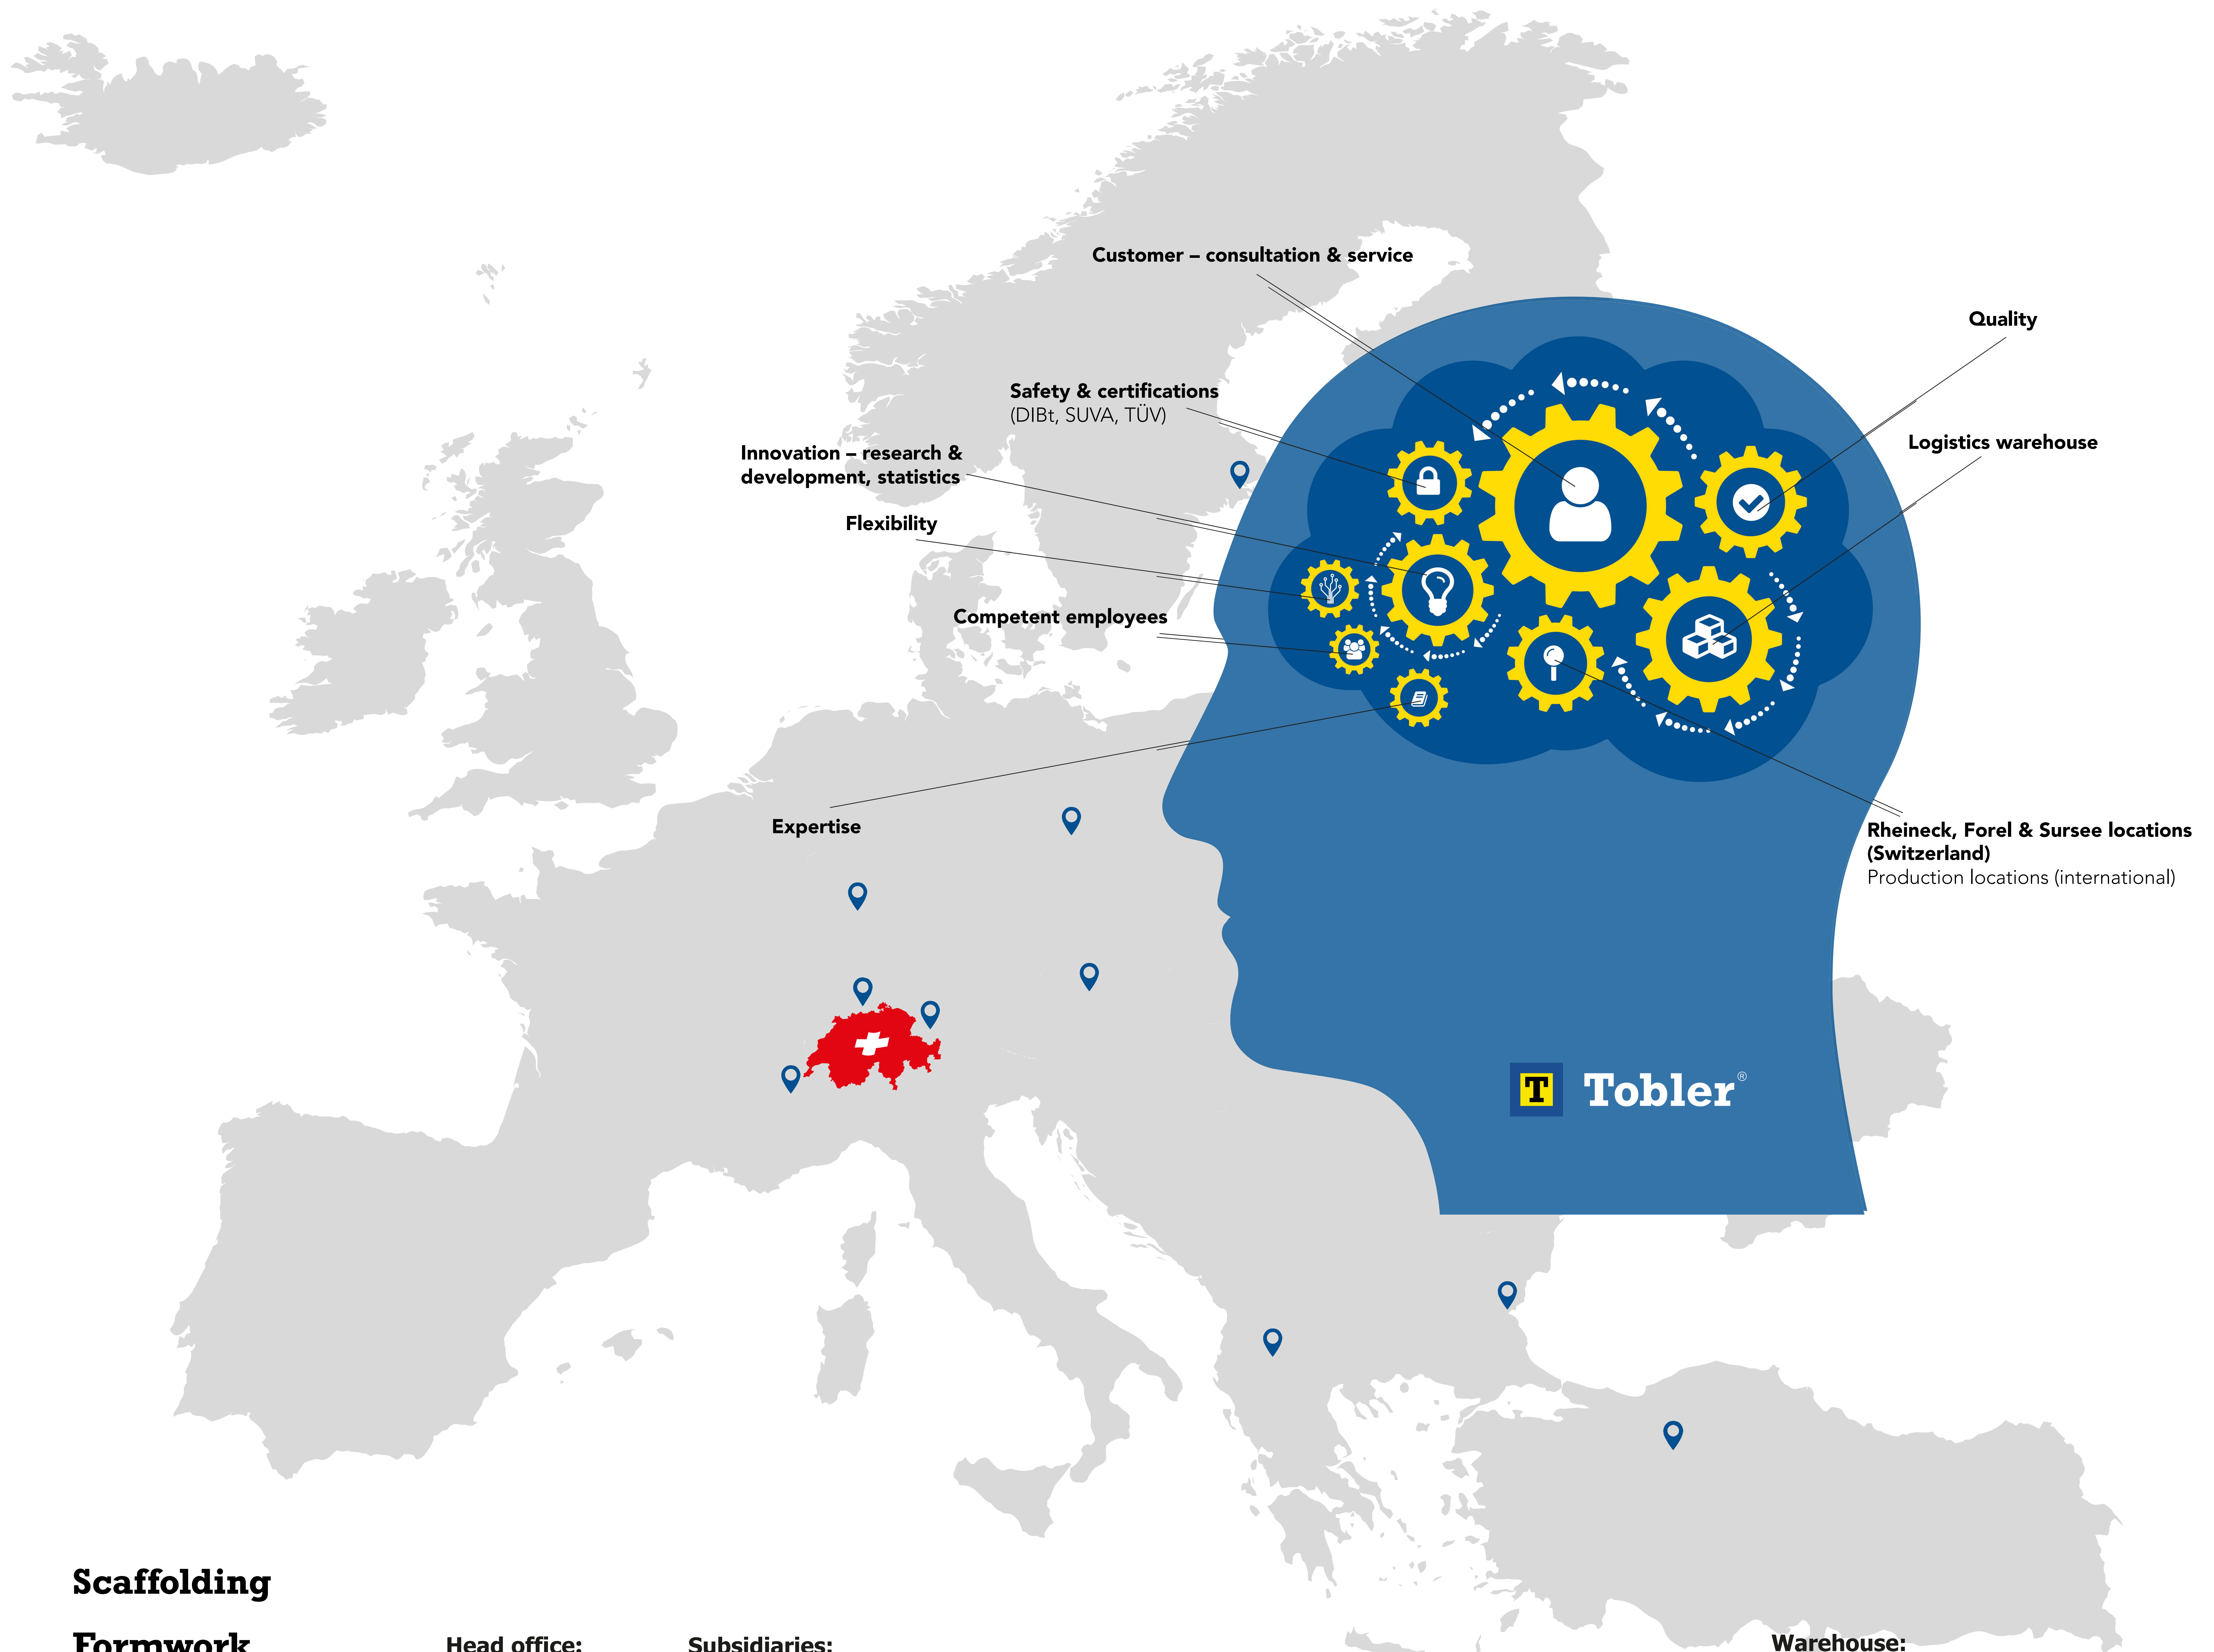 Customer – consultation & service
Quality
Safety & certifications
(DIBt, SUVA, TÜV)
Logistics warehouse
Innovation – research &
development, statistics
Flexibility
Competent employees
Expertise
Rheineck, Forel & Sursee locations
(Switzerland)
Production locations (international)
T Tobler®
Scaffolding
Formwork
Head office:
Subsidiaries:
Warehouse: